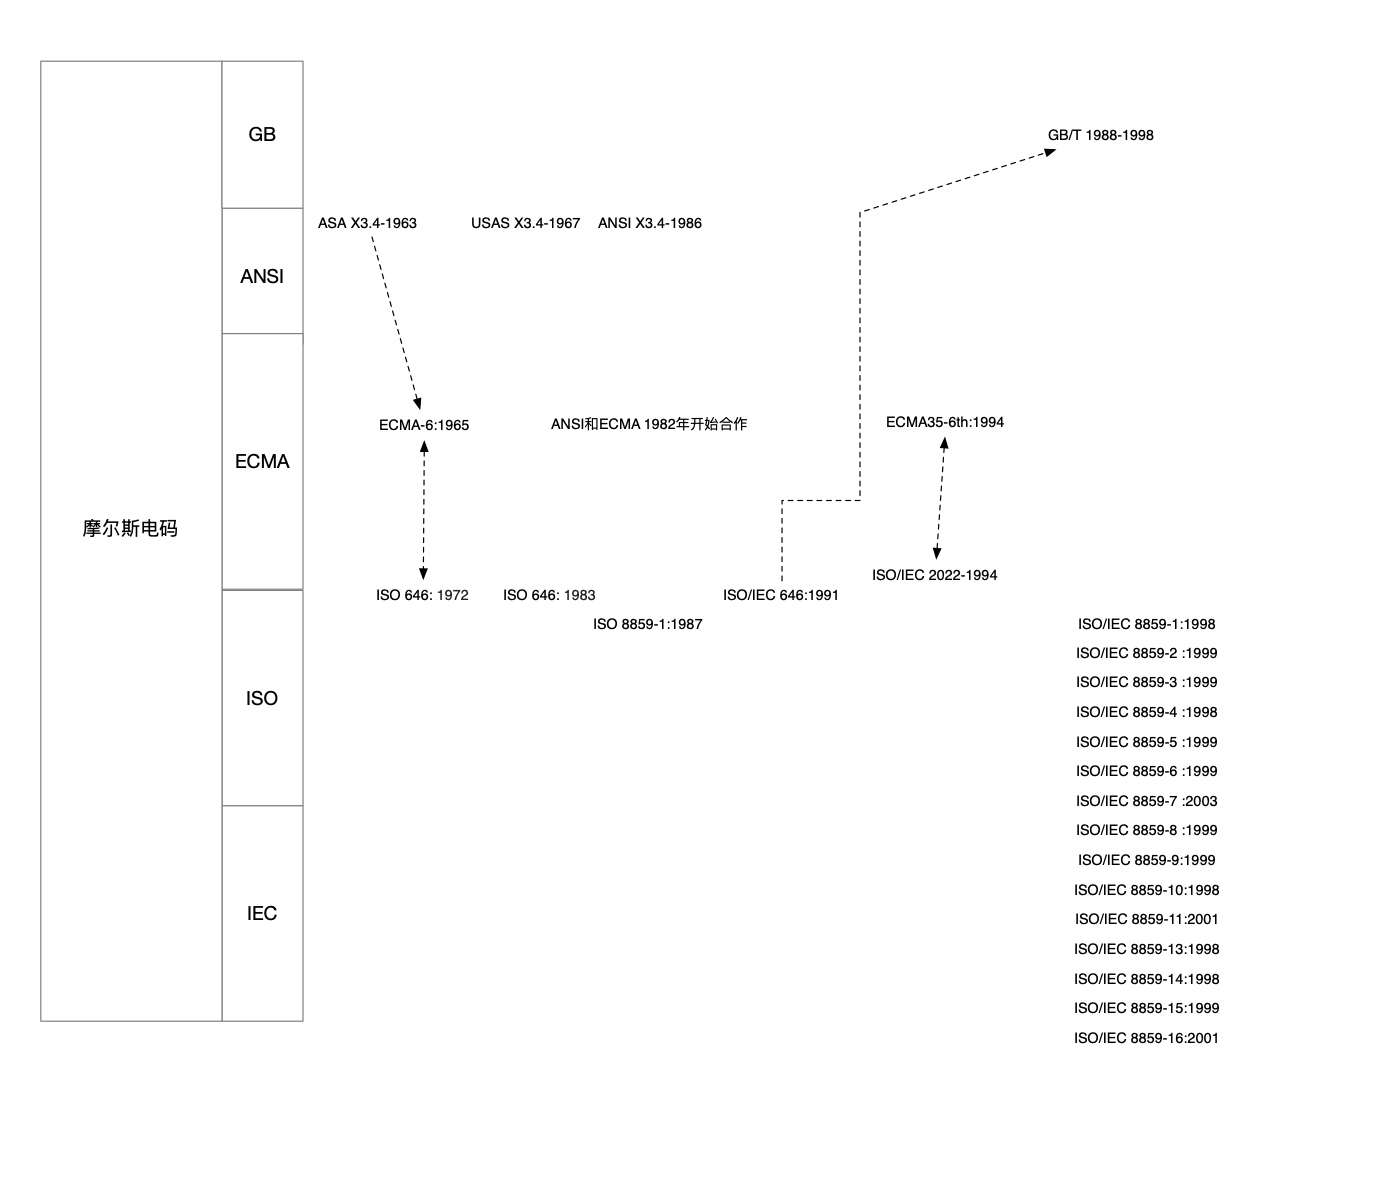 GB
GB/T 1988-1998
ASA X3.4-1963
USAS X3.4-1967
ANSI X3.4-1986
ANSI
ECMA-6:1965
ANSI和ECMA 1982年开始合作
ECMA35-6th:1994
ECMA
摩尔斯电码
ISO/IEC 2022-1994
ISO 646: 1972
ISO 646: 1983
ISO/IEC 646:1991
ISO 8859-1:1987
ISO/IEC 8859-1:1998
ISO/IEC 8859-2 :1999
ISO/IEC 8859-3 :1999
ISO
ISO/IEC 8859-4 :1998
ISO/IEC 8859-5 :1999
ISO/IEC 8859-6 :1999
ISO/IEC 8859-7 :2003
ISO/IEC 8859-8 :1999
ISO/IEC 8859-9:1999
ISO/IEC 8859-10:1998
IEC
ISO/IEC 8859-11:2001
ISO/IEC 8859-13:1998
ISO/IEC 8859-14:1998
ISO/IEC 8859-15:1999
ISO/IEC 8859-16:2001